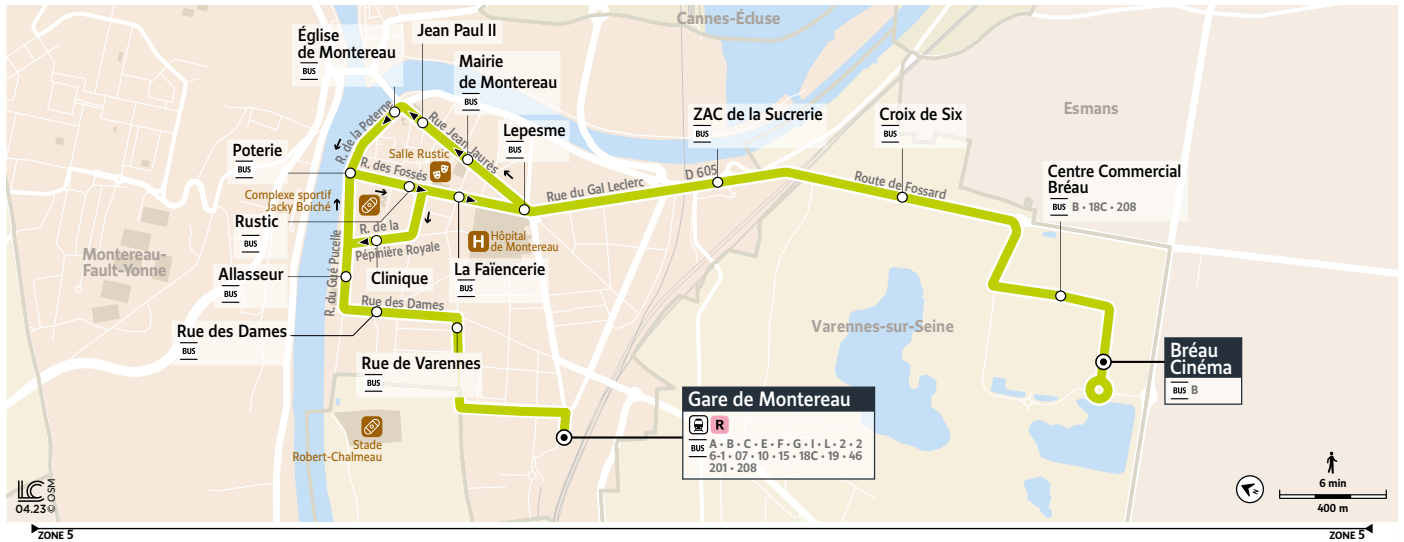 Cannes-Écluse
Église
de Montereau
BUS
Jean Paul II
Mairie
de Montereau
BUS
Lepesme
BUS
ZAC de la Sucrerie
BUS
Croix de Six
BUS
Esmans
Centre Commercial
Bréau
BUS B • 18C • 208
Poterie
BUS
R. de la Poterne
Rue Jean Jaurès
Salle Rustic
R. des Fossés
Complexe sportif
Jacky Boiché
Rustic
BUS
Rue du Gal Leclerc
D 605
Route de Fossard
R. de la
Pépinière Royale
H
Hôpital
de Montereau
Montereau-
Fault-Yonne
R. du Gué Pucelle
Allasseur
BUS
Clinique
La Faïencerie
BUS
Rue des Dames
Rue des Dames
BUS
Rue de Varennes
BUS
Varennes-sur-Seine
Bréau
Cinéma
BUS B
Gare de Montereau
R
BUS
A • B • C • E • F • G • I • L • 2 • 2
6-1 • 07 • 10 • 15 • 18C • 19 • 46
201 • 208
Stade
Robert-Chalmeau
LC
04.23 © OSM
N
6 min
400 m
ZONE 5
ZONE 5